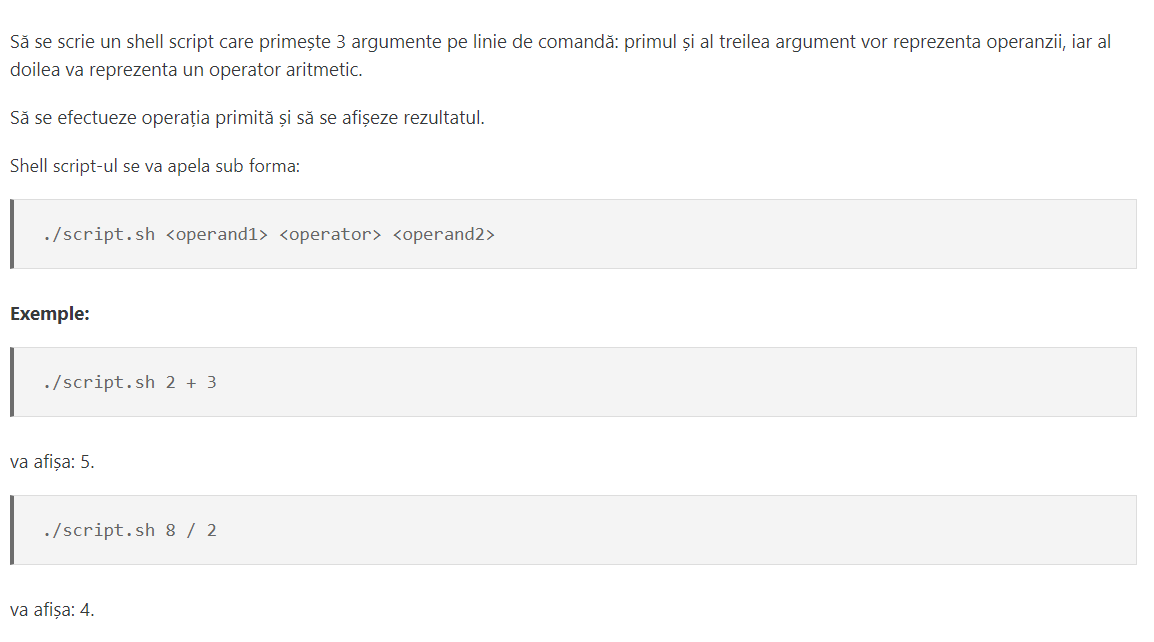 Să se scrie un shell script care primește 3 argumente pe linie de comandă: primul și al treilea argument vor reprezenta operanzii, iar al
doilea va reprezenta un operator aritmetic.
Să se efectueze operația primită și să se afișeze rezultatul.
Shell script-ul se va apela sub forma:
./script.sh <operand1> <operator> <operand2>
Exemple:
./script.sh 2 + 3
va afișa: 5.
./script.sh 8 / 2
va afișa: 4.